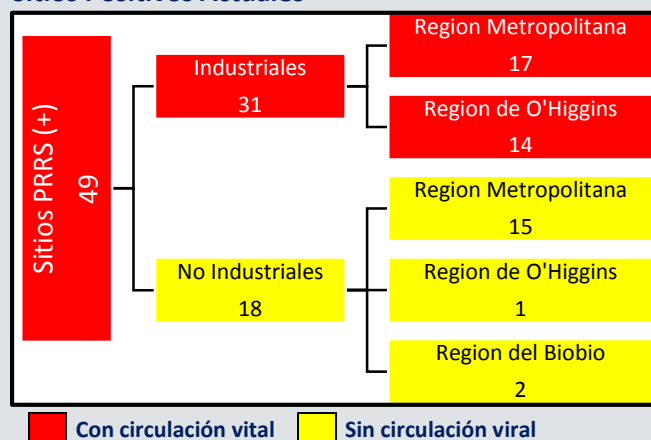 Sitios PRRS (+)
49
Industriales
31
Region Metropolitana
17
Region de O'Higgins
14
No Industriales
18
Region Metropolitana
15
Region de O'Higgins
1
Region del Biobio
2
Con circulación vital
Sin circulación viral